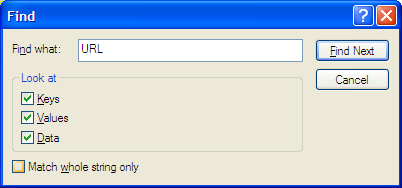 Find
Find what: URL
Find Next
Look at
Cancel
Keys
Values
Data
Match whole string only